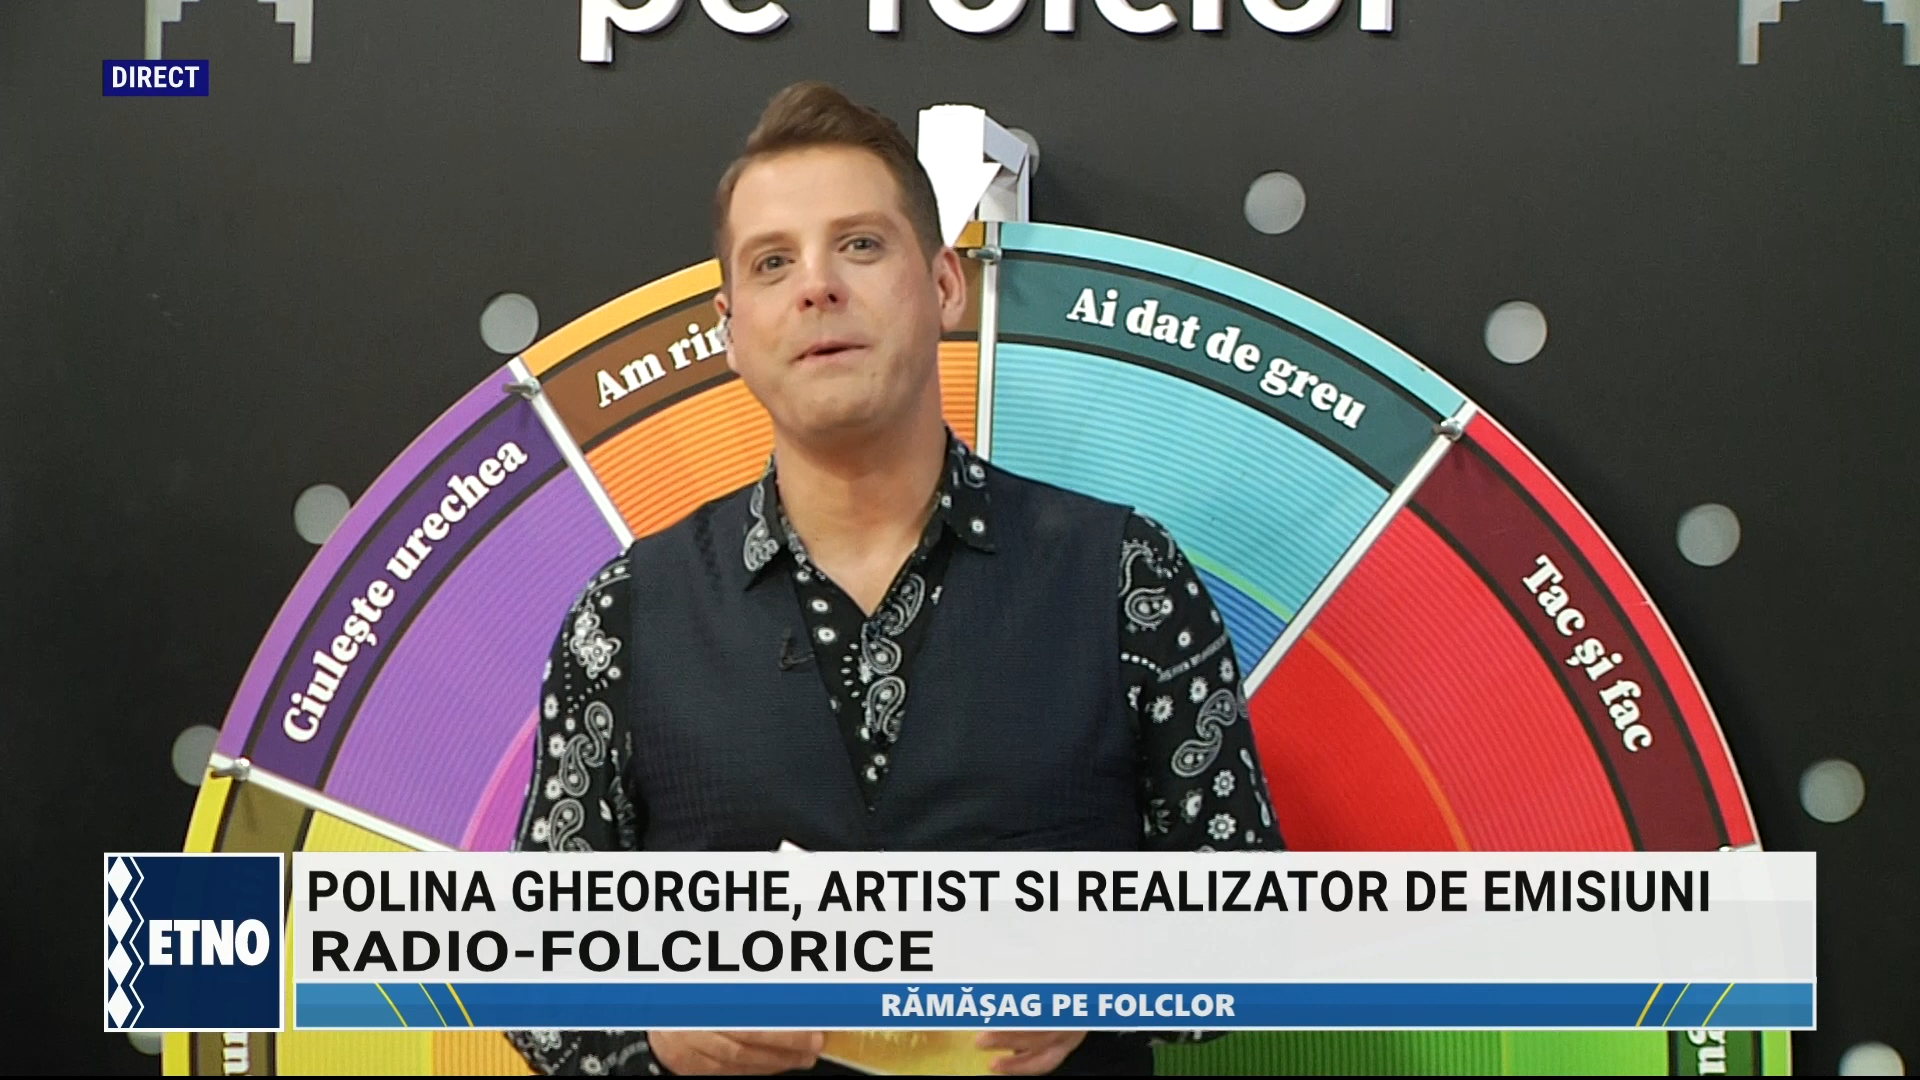 pe folclor
DIRECT
Ai dat de greu
Am
Ciulește urechea
Tac și fac
POLINA GHEORGHE, ARTIST SI REALIZATOR DE EMISIUNI
RADIO-FOLCLORICE
ETNO
RĂMĂȘAG PE FOLCLOR